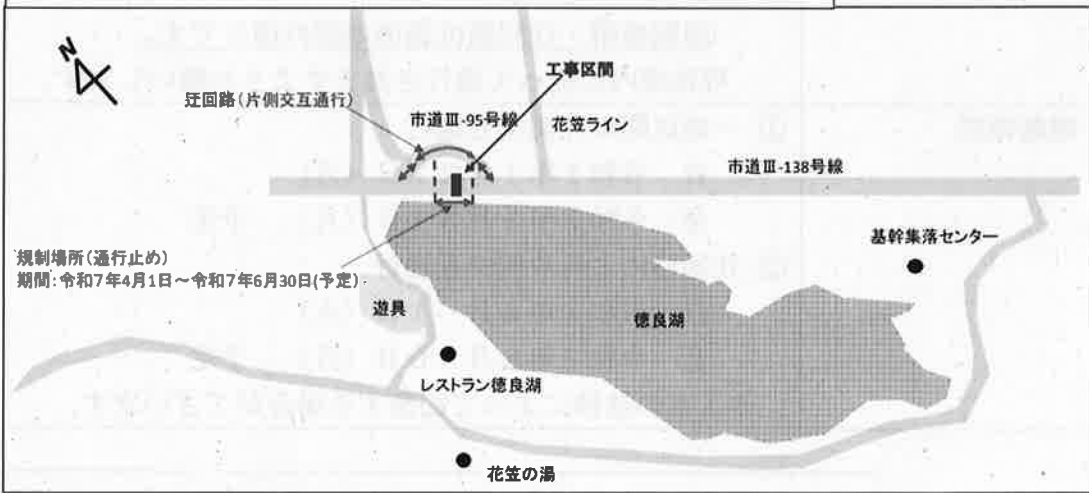 N
工事区間
迂回路(片側交互通行)
市道Ⅲ-95号線
花笠ライン
市道Ⅲ-138号線
規制場所(通行止め)
期間:令和7年4月1日~令和7年6月30日(予定)
基幹集落センター
遊具
徳良湖
レストラン徳良湖
花笠の湯